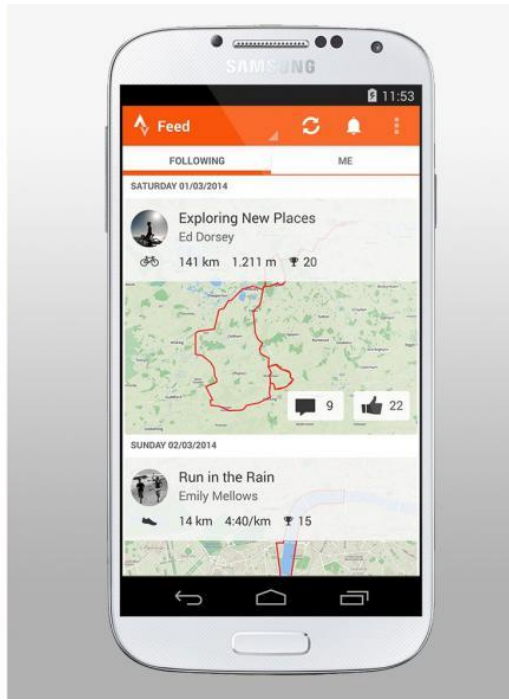 SAMSUNG
11:53
Feed
FOLLOWING
ME
SATURDAY 01/03/2014
Exploring New Places
Ed Dorsey
141 km 1.211 m 20
9
22
SUNDAY 02/03/2014
Run in the Rain
Emily Mellows
14 km 4:40/km 15